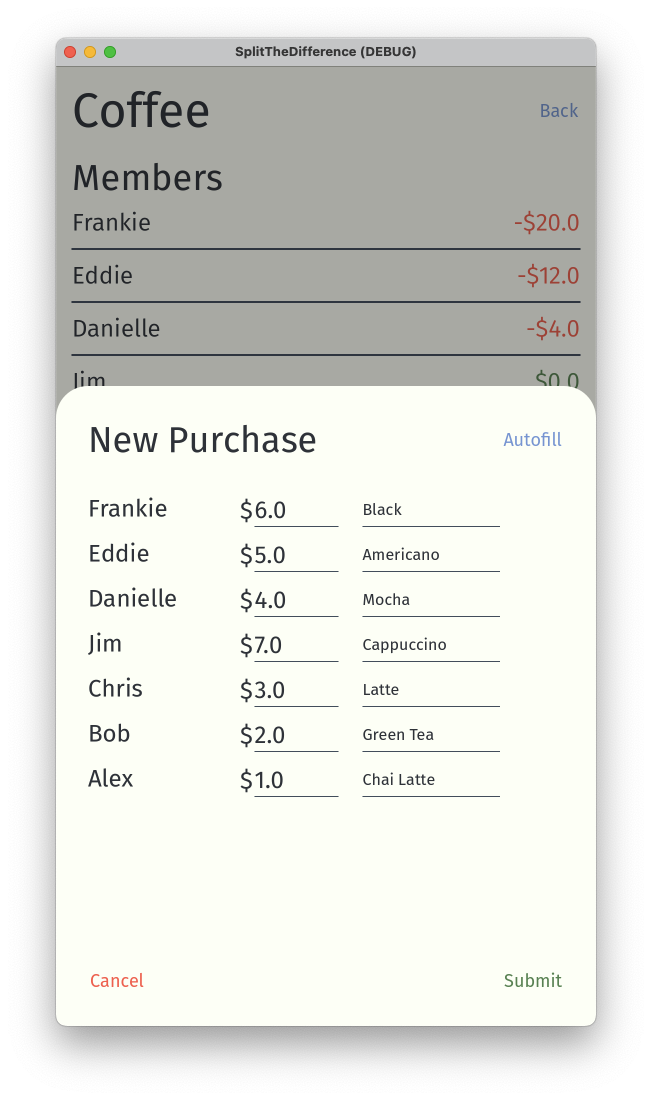 SplitTheDifference (DEBUG)
Coffee Back
Members
Frankie -$20.0
Eddie -$12.0
Danielle -$4.0
Jim $0.0
New Purchase Autofill
Frankie $6.0 Black
Eddie $5.0 Americano
Danielle $4.0 Mocha
Jim $7.0 Cappuccino
Chris $3.0 Latte
Bob $2.0 Green Tea
Alex $1.0 Chai Latte
Cancel Submit